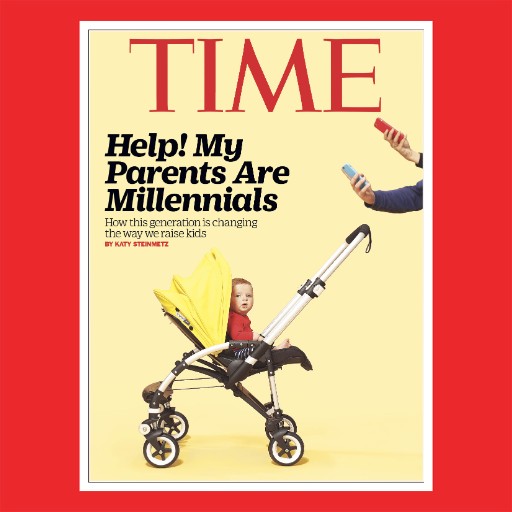 TIME
Help! My
Parents Are
Millennials
How this generation is changing
the way we raise kids
BY KATY STEINMETZ